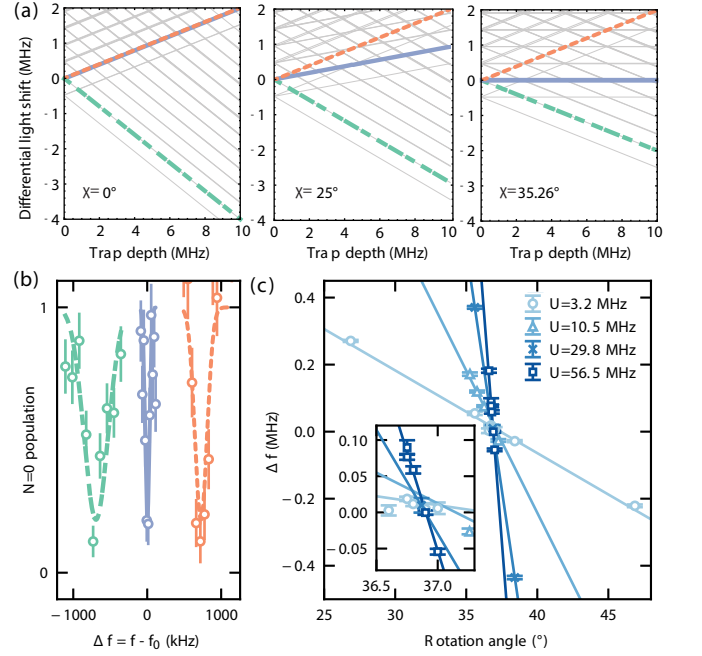 (a)
Differential light shift (MHz)
2
1
0
- 1
- 2
- 3
- 4
0 2 4 6 8 10
Trap depth (MHz)
χ= 0°
2
1
0
1
2
3
4
0 2 4 6 8 10
Trap depth (MHz)
χ= 25°
2
1
0
- 1
- 2
- 3
- 4
0 2 4 6 8 10
Trap depth (MHz)
χ=35.26°
(b)
N=0 population
1
0
−1000 0 1000
Δ f = f - f₀ (kHz)
(c)
Δ f (MHz)
0.4
0.2
0.0
−0.2
−0.4
25 30 35 40 45
Rotation angle (°)
U=3.2 MHz
U=10.5 MHz
U=29.8 MHz
U=56.5 MHz
0.10
0.05
0.00
−0.05
36.5 37.0